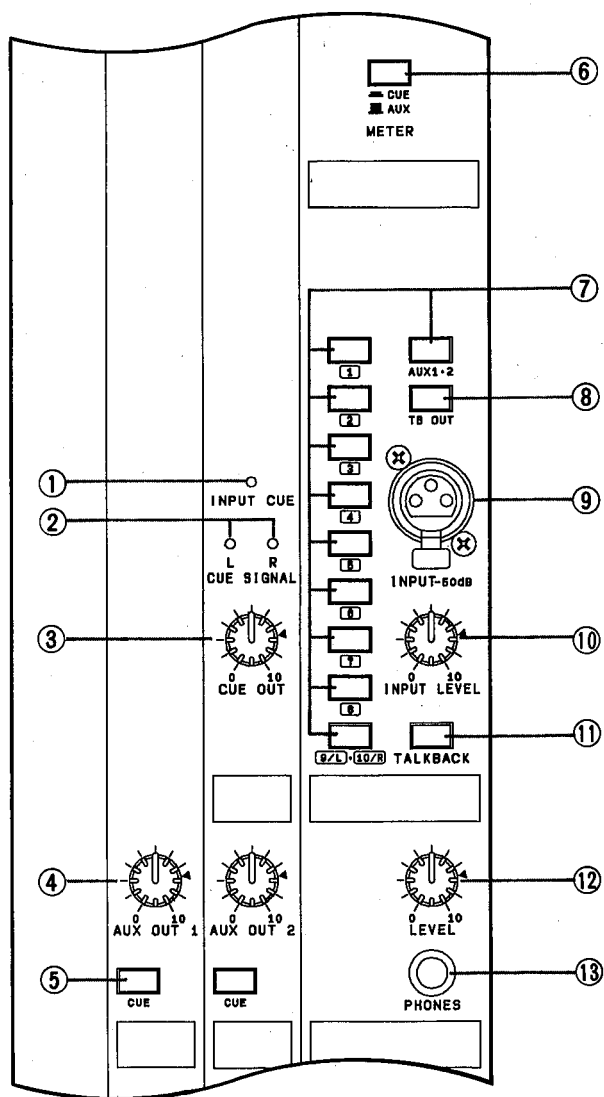 ⑥
CUE
AUX
METER
⑦
1
AUX1·2
2
TB OUT
⑧
3
①
INPUT CUE
4
⑨
②
L R
CUE SIGNAL
5
INPUT-50dB
6
③
7
⑩
0 10
CUE OUT
0 10
INPUT LEVEL
8
⑪
9/L · 10/R
TALKBACK
④
0 10
AUX OUT 1
0 10
AUX OUT 2
⑫
0 10
LEVEL
⑤
CUE
CUE
⑬
PHONES